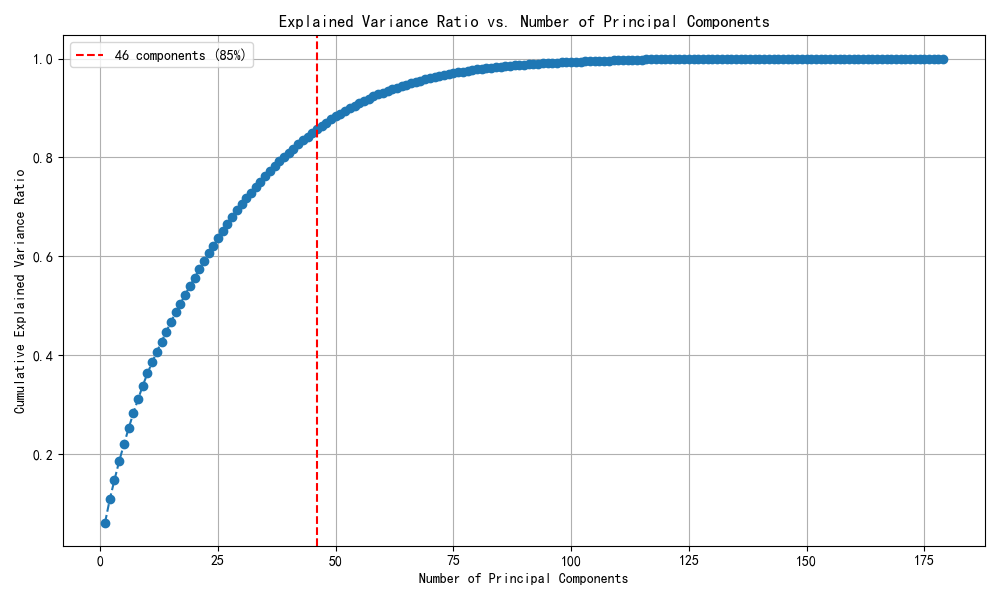 Explained Variance Ratio vs. Number of Principal Components
46 components (85%)
Cumulative Explained Variance Ratio
1.0
0.8
0.6
0.4
0.2
0 25 50 75 100 125 150 175
Number of Principal Components